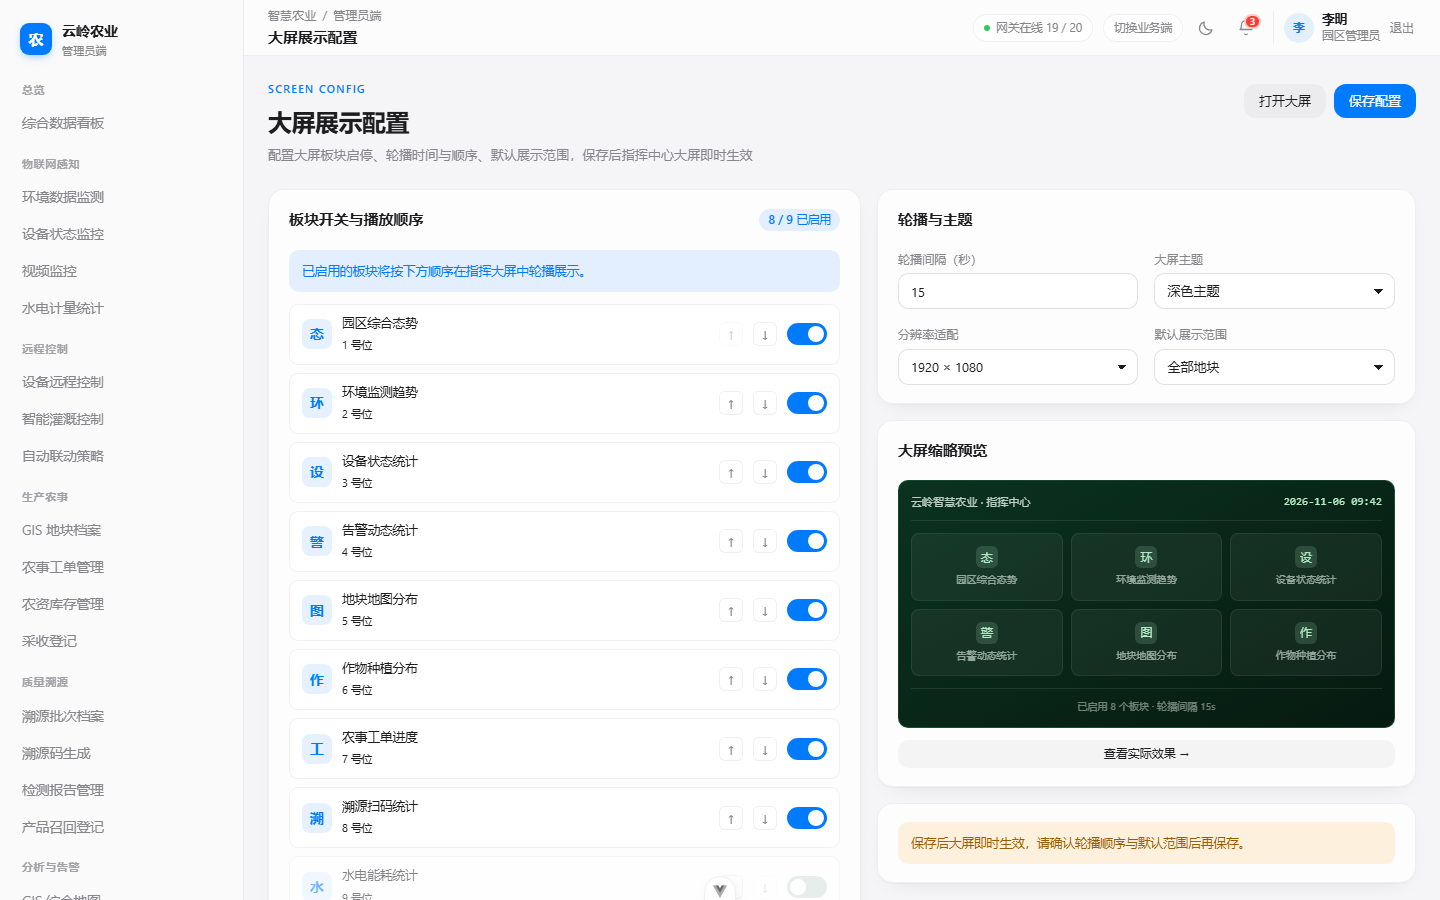 农
云岭农业
管理员端
总览
综合数据看板
物联网感知
环境数据监测
设备状态监控
视频监控
水电计量统计
远程控制
设备远程控制
智能灌溉控制
自动联动策略
生产农事
GIS 地块档案
农事工单管理
农资库存管理
采收登记
质量溯源
溯源批次档案
溯源码生成
检测报告管理
产品召回登记
分析与告警
GIS 综合地图
智慧农业 / 管理员端
大屏展示配置
网关在线 19 / 20
切换业务端
3
李
李明
园区管理员
退出
SCREEN CONFIG
大屏展示配置
配置大屏板块启停、轮播时间与顺序、默认展示范围，保存后指挥中心大屏即时生效
打开大屏
保存配置
板块开关与播放顺序
8 / 9 已启用
已启用的板块将按下方顺序在指挥大屏中轮播展示。
态
园区综合态势
1 号位
↑ ↓
环
环境监测趋势
2 号位
↑ ↓
设
设备状态统计
3 号位
↑ ↓
警
告警动态统计
4 号位
↑ ↓
图
地块地图分布
5 号位
↑ ↓
作
作物种植分布
6 号位
↑ ↓
工
农事工单进度
7 号位
↑ ↓
溯
溯源扫码统计
8 号位
↑ ↓
水
水电能耗统计
9 号位
↓
轮播与主题
轮播间隔（秒）
15
大屏主题
深色主题
分辨率适配
1920 × 1080
默认展示范围
全部地块
大屏缩略预览
云岭智慧农业 · 指挥中心
2026-11-06 09:42
态
园区综合态势
环
环境监测趋势
设
设备状态统计
警
告警动态统计
图
地块地图分布
作
作物种植分布
已启用 8 个板块 · 轮播间隔 15s
查看实际效果 →
保存后大屏即时生效，请确认轮播顺序与默认范围后再保存。